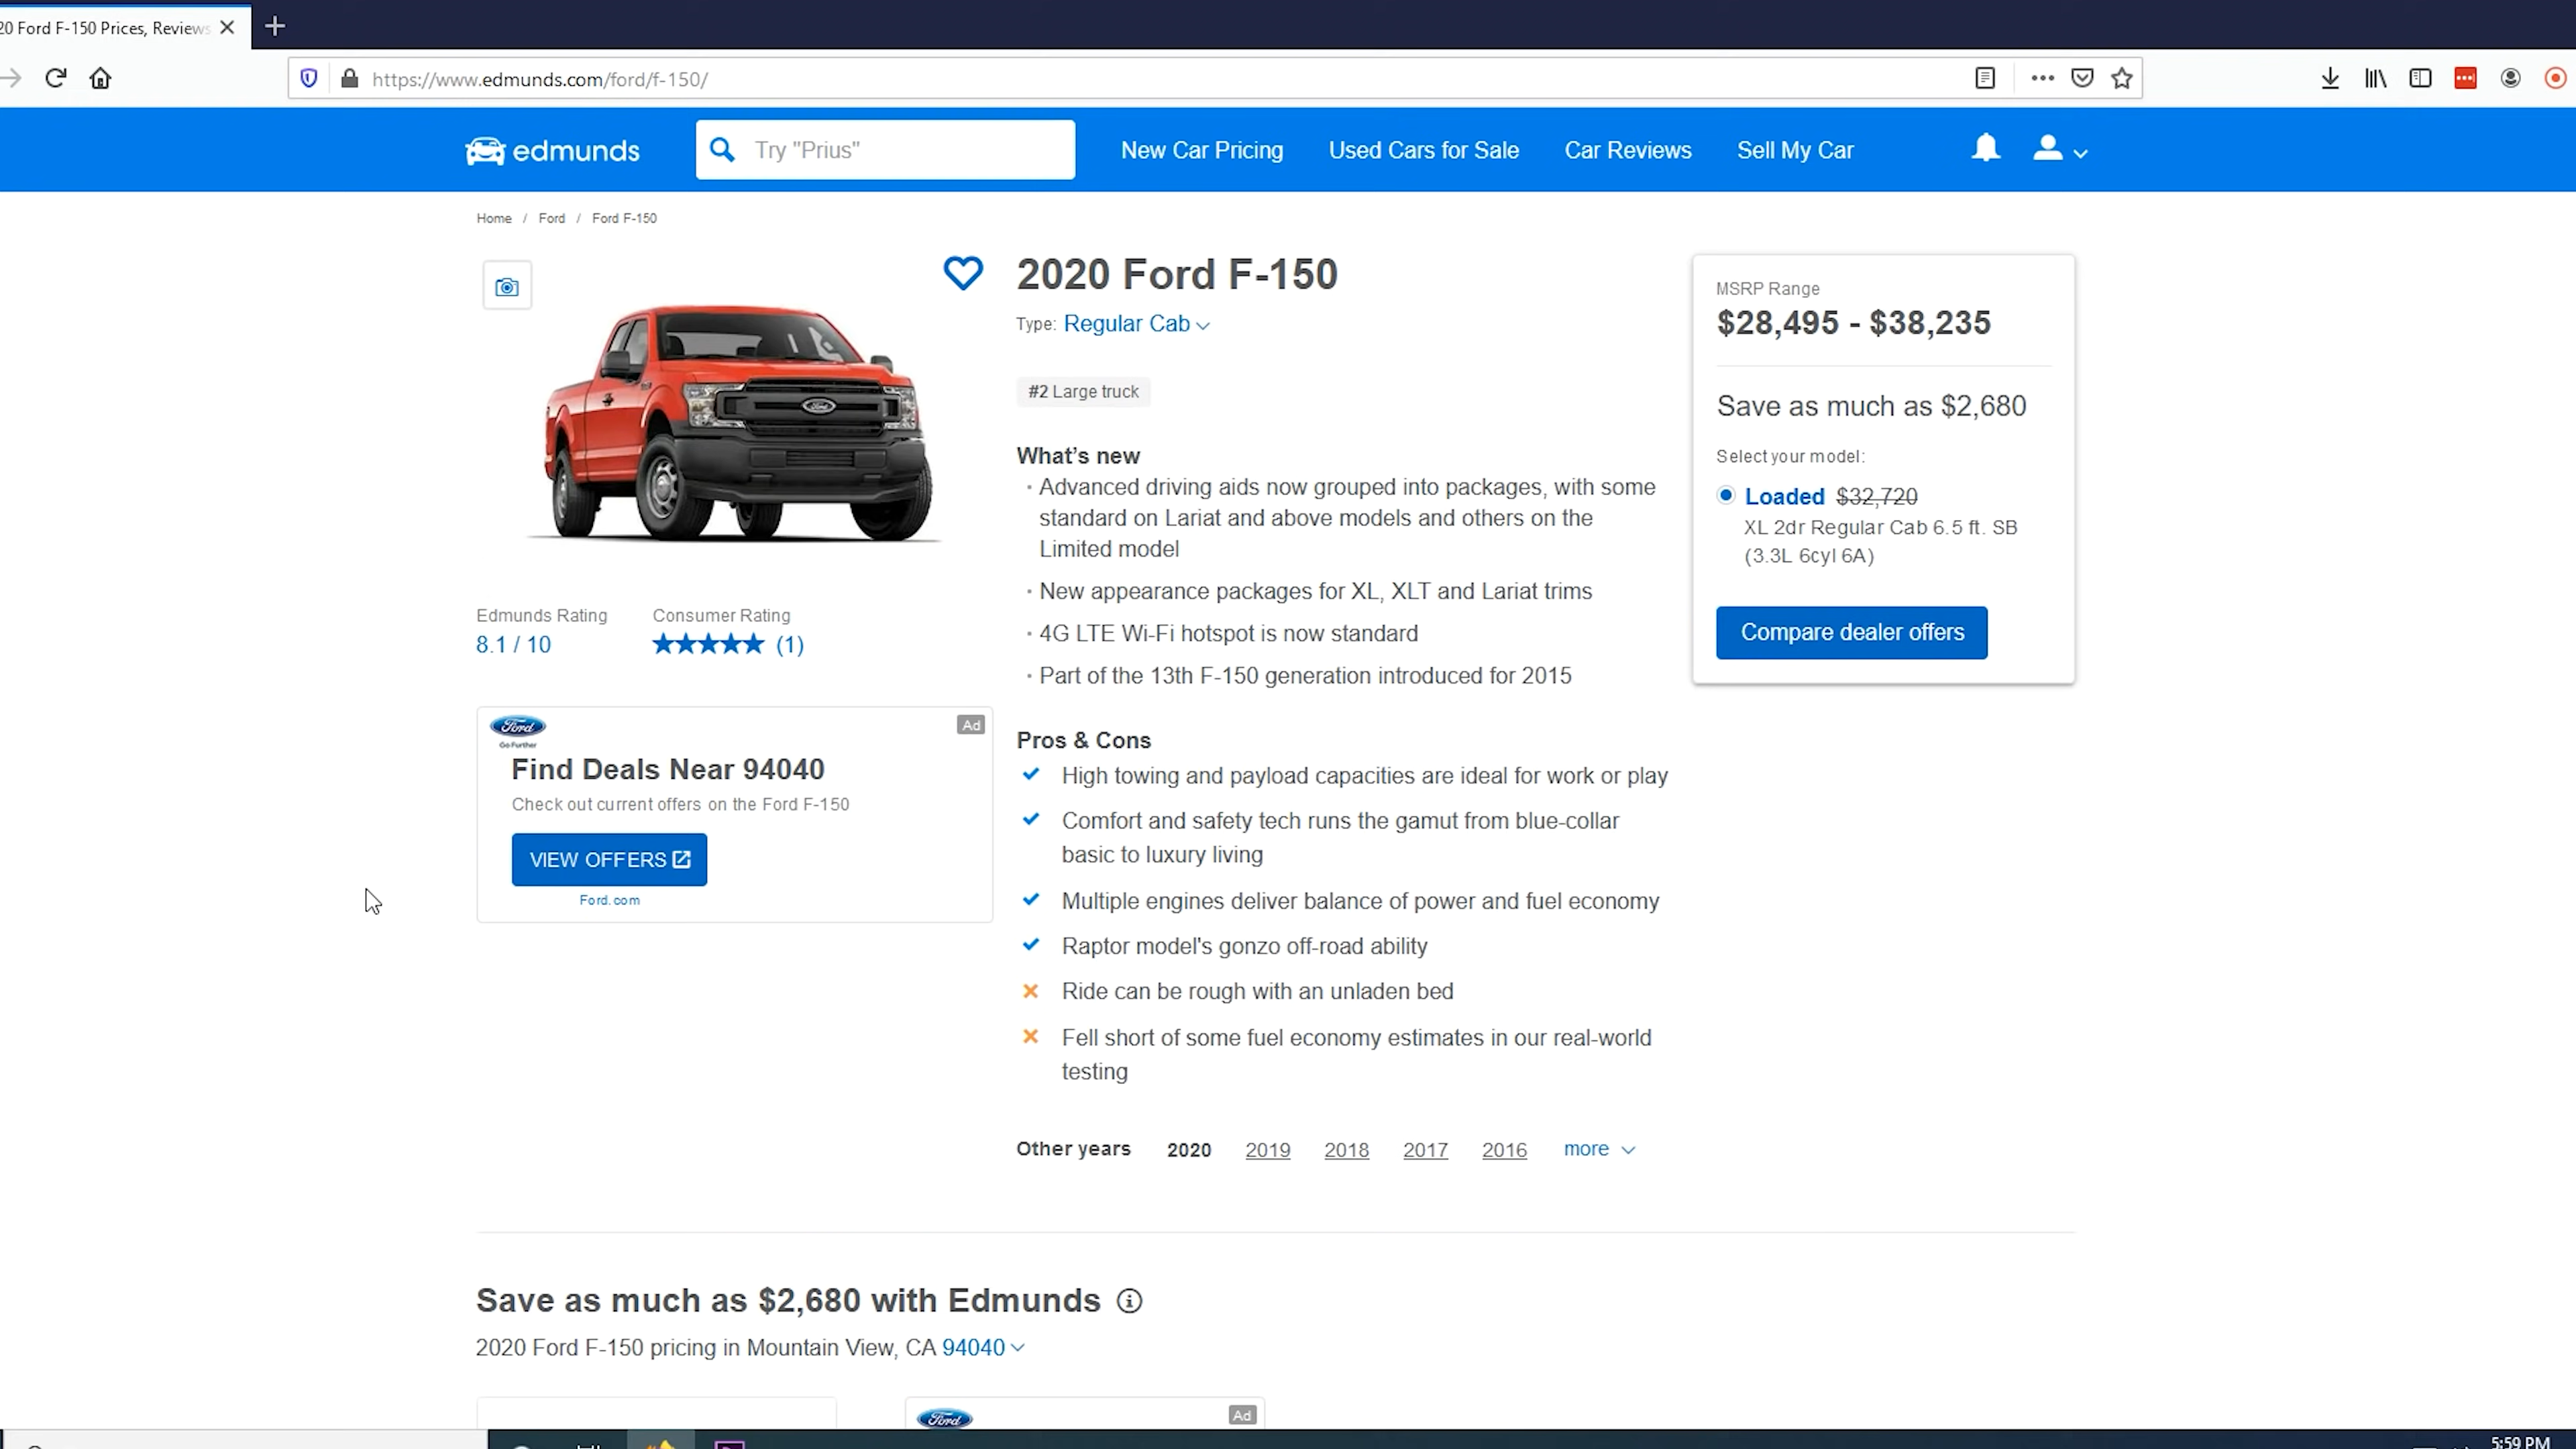 20 Ford F-150 Prices, Reviews
https://www.edmunds.com/ford/f-150/
edmunds
Try "Prius"
New Car Pricing
Used Cars for Sale
Car Reviews
Sell My Car
Home / Ford / Ford F-150
2020 Ford F-150
Type: Regular Cab
#2 Large truck
What's new
· Advanced driving aids now grouped into packages, with some
standard on Lariat and above models and others on the
Limited model
· New appearance packages for XL, XLT and Lariat trims
· 4G LTE Wi-Fi hotspot is now standard
· Part of the 13th F-150 generation introduced for 2015
Pros & Cons
High towing and payload capacities are ideal for work or play
Comfort and safety tech runs the gamut from blue-collar
basic to luxury living
Multiple engines deliver balance of power and fuel economy
Raptor model's gonzo off-road ability
Ride can be rough with an unladen bed
Fell short of some fuel economy estimates in our real-world
testing
Other years 2020 2019 2018 2017 2016 more
MSRP Range
$28,495 - $38,235
Save as much as $2,680
Select your model:
Loaded $32,720
XL 2dr Regular Cab 6.5 ft. SB
(3.3L 6cyl 6A)
Compare dealer offers
Ford
Edmunds Rating
8.1 / 10
Consumer Rating
(1)
Ford
Go Further
Ad
Find Deals Near 94040
Check out current offers on the Ford F-150
VIEW OFFERS
Ford.com
Save as much as $2,680 with Edmunds
2020 Ford F-150 pricing in Mountain View, CA 94040
Ford
Ad
5:59 PM